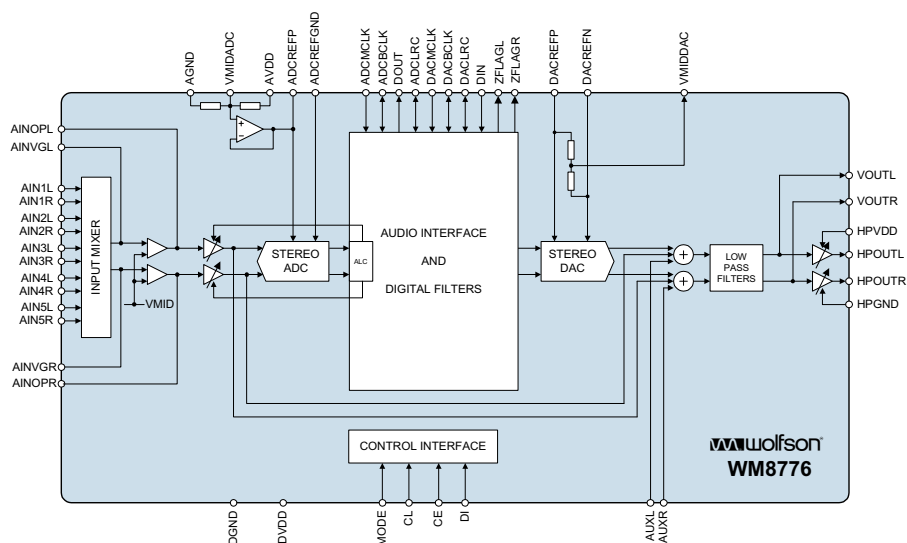 AGND
VMIDADC
AVDD
ADCREFP
ADCREFGND
ADCMCLK
ADCBCLK
DOUT
ADCLRC
DACMCLK
DACBCLK
DACLRC
DIN
ZFLAGL
ZFLAGR
DACREFP
DACREFN
VMIDDAC
AINOPL
AINVGL
AIN1L
AIN1R
AIN2L
AIN2R
AIN3L
AIN3R
AIN4L
AIN4R
AIN5L
AIN5R
AINVGR
AINOPR
INPUT MIXER
VMID
+
−
STEREO
ADC
ALC
AUDIO INTERFACE
AND
DIGITAL FILTERS
STEREO
DAC
+
+
LOW
PASS
FILTERS
VOUTL
VOUTR
HPVDD
HPOUTL
HPOUTR
HPGND
CONTROL INTERFACE
wolfson
WM8776
DGND
DVDD
MODE
CL
CE
DI
AUXL
AUXR